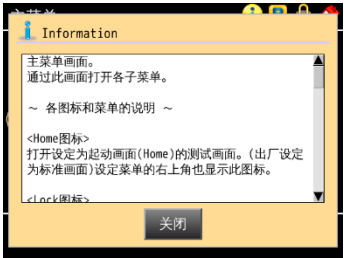 Information
主菜单画面。
通过此画面打开各子菜单。
～ 各图标和菜单的说明 ～
<Home图标>
打开设定为起动画面(Home)的测试画面。(出厂设定
为标准画面)设定菜单的右上角也显示此图标。
<Lock图标>
关闭